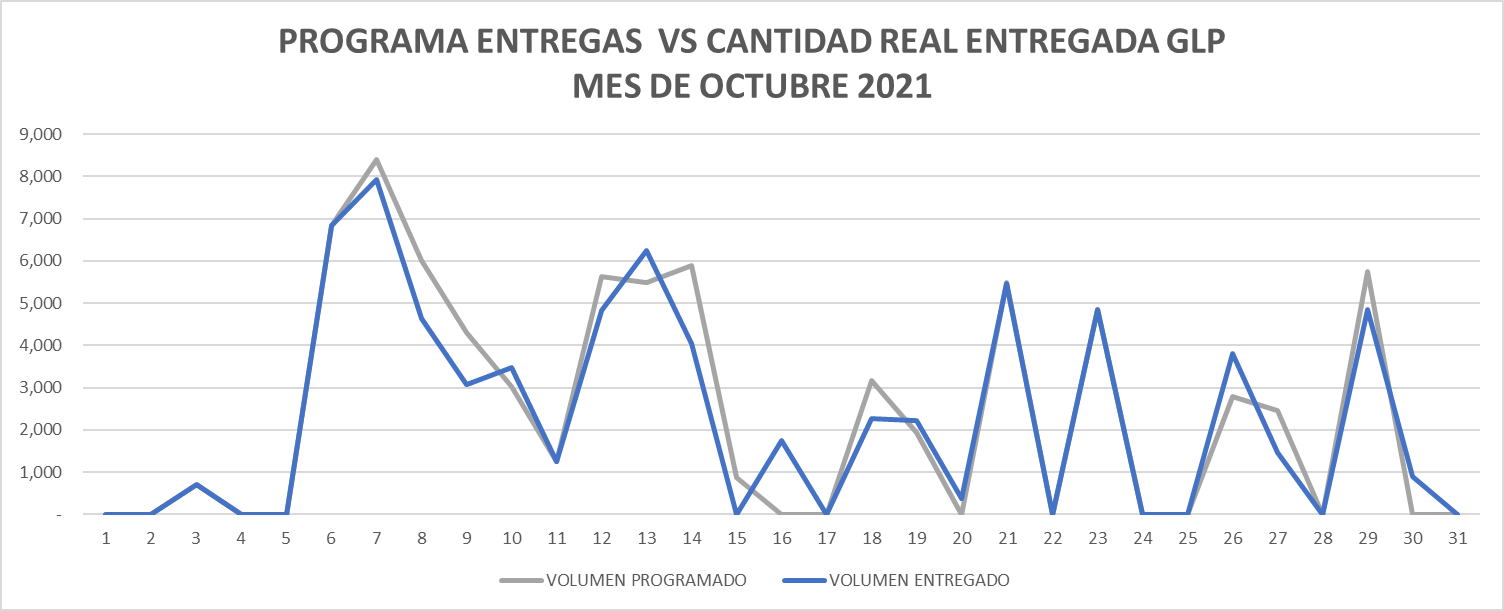 PROGRAMA ENTREGAS  VS CANTIDAD REAL ENTREGADA GLP
MES DE OCTUBRE 2021
9,000
8,000
7,000
6,000
5,000
4,000
3,000
2,000
1,000
-
1 2 3 4 5 6 7 8 9 10 11 12 13 14 15 16 17 18 19 20 21 22 23 24 25 26 27 28 29 30 31
VOLUMEN PROGRAMADO VOLUMEN ENTREGADO